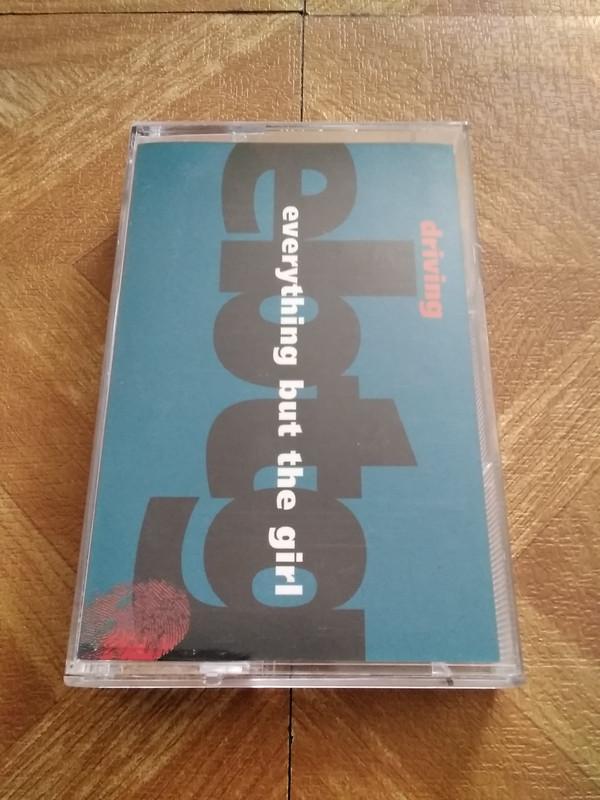 driving
ebtg
everything but the girl